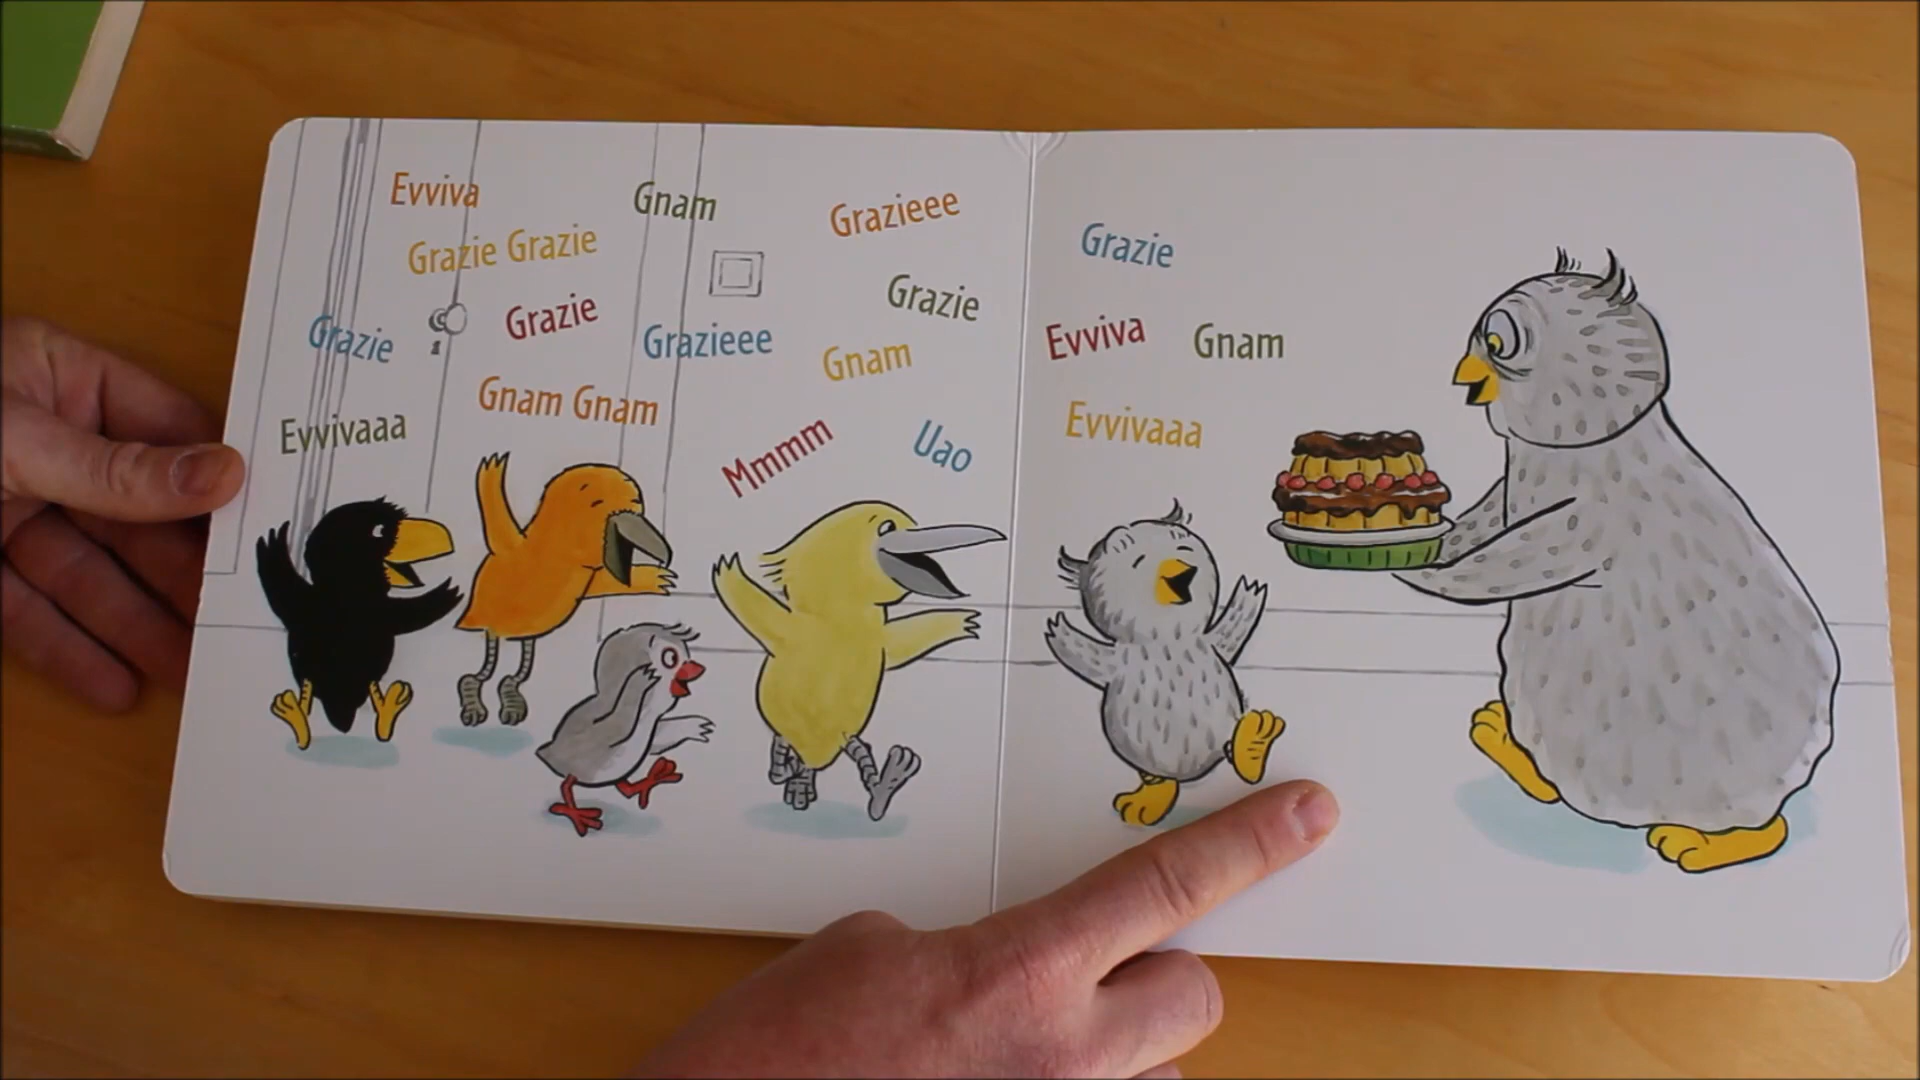 Evviva
Gnam
Grazieee
Grazie Grazie
Grazie
Grazie
Grazie
Grazieee
Gnam
Gnam Gnam
Evvivaaa
Mmmm
Uao
Grazie
Evviva
Gnam
Evvivaaa